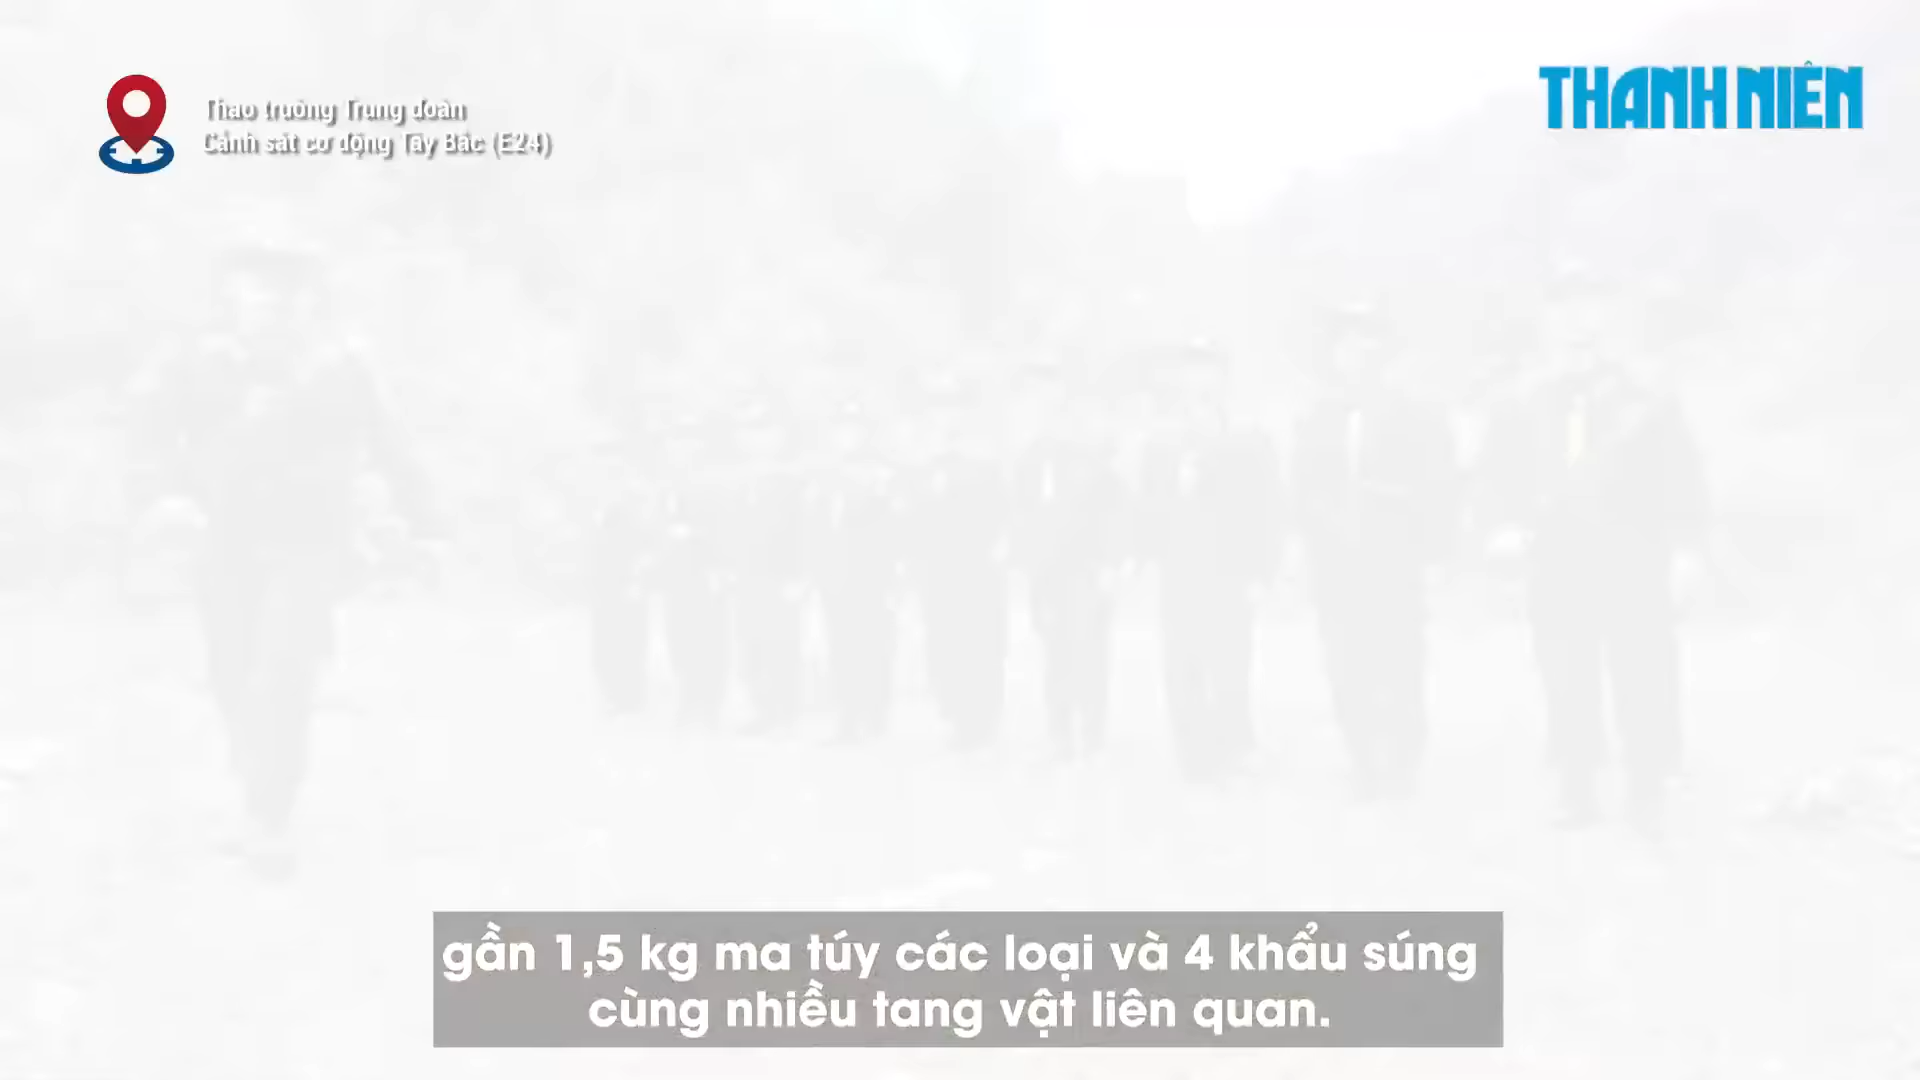 THANH NIÊN
Thao trường Trung đoàn
Cảnh sát cơ động Tây Bắc (E24)
gần 1,5 kg ma túy các loại và 4 khẩu súng
cùng nhiều tang vật liên quan.